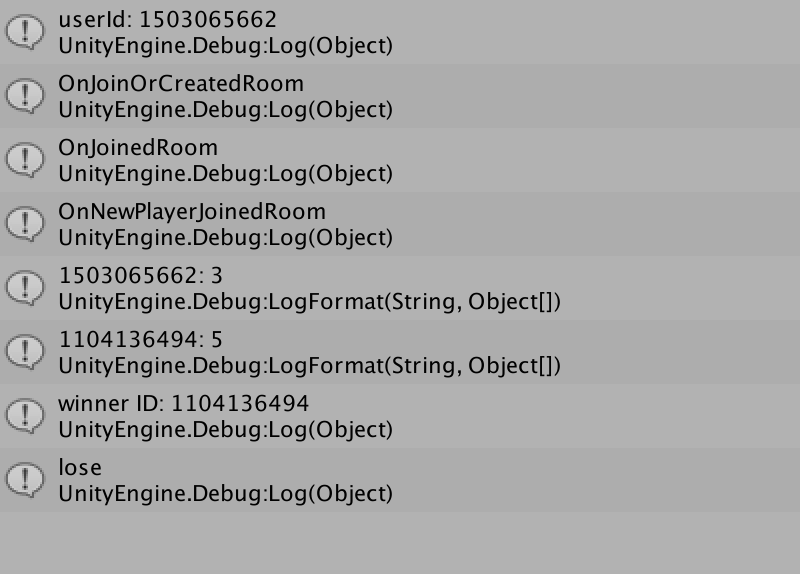 userId: 1503065662
UnityEngine.Debug:Log(Object)
OnJoinOrCreatedRoom
UnityEngine.Debug:Log(Object)
OnJoinedRoom
UnityEngine.Debug:Log(Object)
OnNewPlayerJoinedRoom
UnityEngine.Debug:Log(Object)
1503065662: 3
UnityEngine.Debug:LogFormat(String, Object[])
1104136494: 5
UnityEngine.Debug:LogFormat(String, Object[])
winner ID: 1104136494
UnityEngine.Debug:Log(Object)
lose
UnityEngine.Debug:Log(Object)